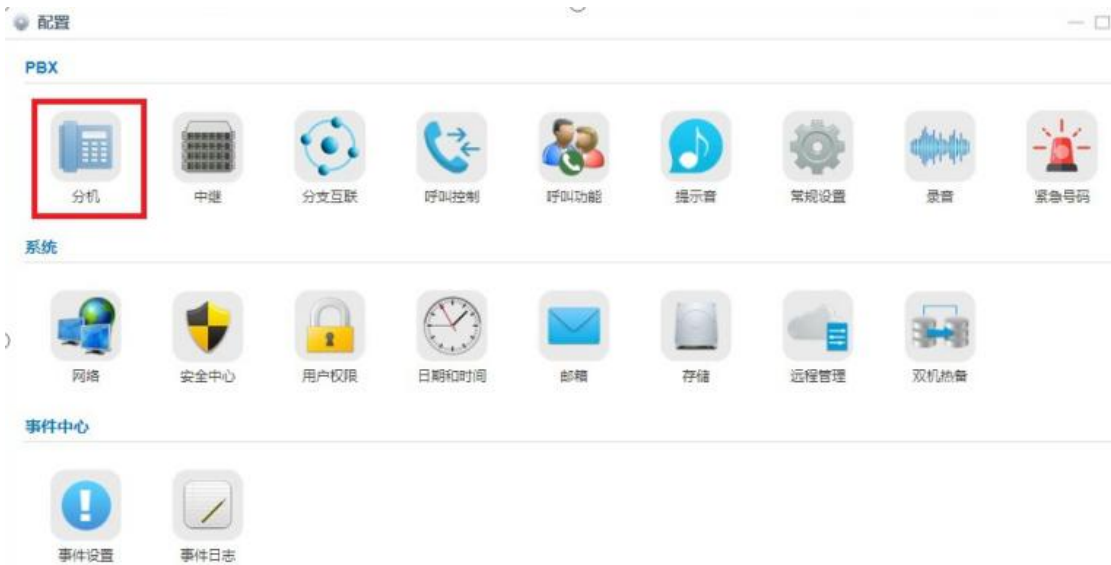 配置
PBX
分机 中继 分支互联 呼叫控制 呼叫功能 提示音 常规设置 录音 紧急号码
系统
网络 安全中心 用户权限 日期和时间 邮箱 存储 远程管理 双机热备
事件中心
事件设置 事件日志